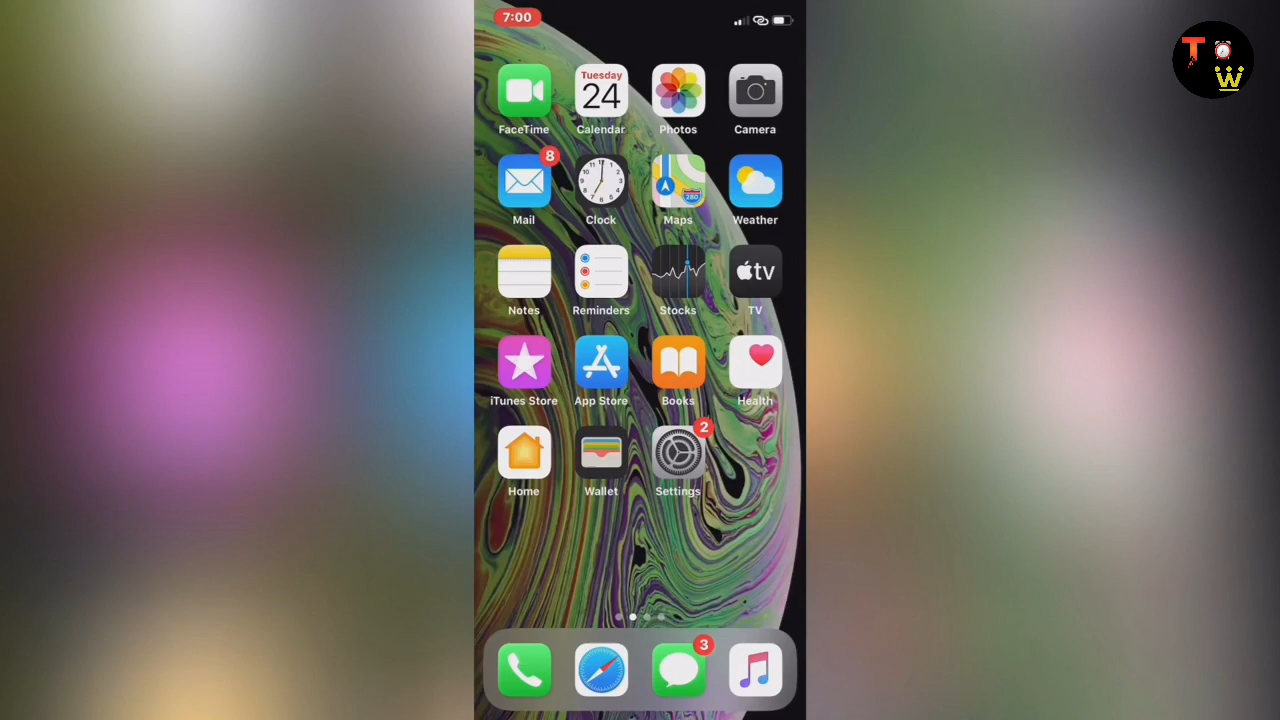 7:00
T W
Tuesday
24
FaceTime Calendar Photos Camera
8
280
Mail Clock Maps Weather
tv
Notes Reminders Stocks TV
iTunes Store App Store Books Health
2
Home Wallet Settings
3